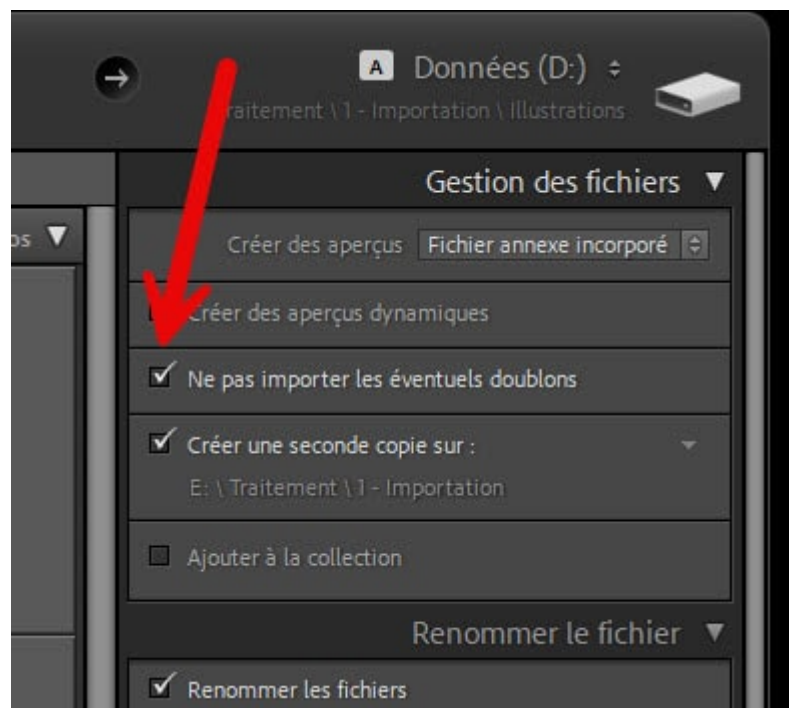 A Données (D:)
raitement \ 1 - Importation \ Illustrations
Gestion des fichiers
os
Créer des aperçus Fichier annexe incorporé
Créer des aperçus dynamiques
Ne pas importer les éventuels doublons
Créer une seconde copie sur :
E: \ Traitement \ 1 - Importation
Ajouter à la collection
Renommer le fichier
Renommer les fichiers